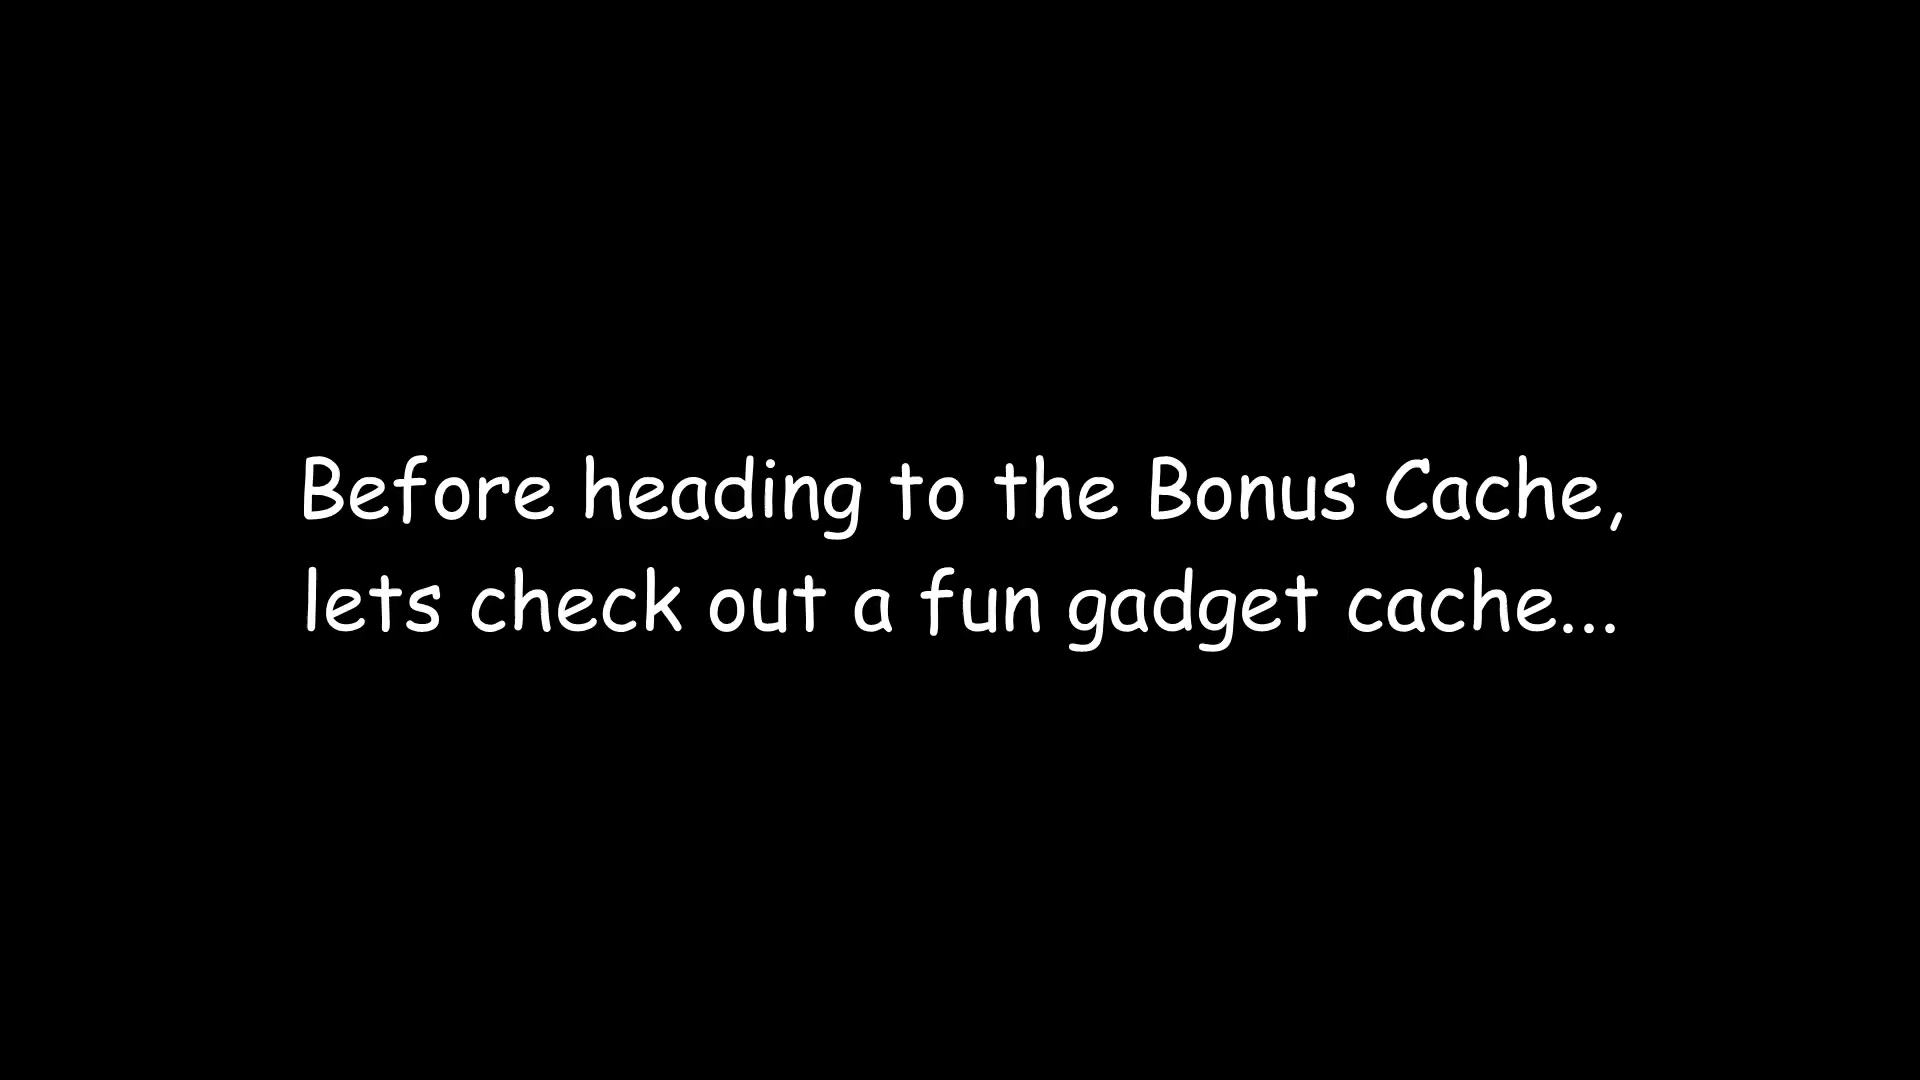 Before heading to the Bonus Cache,
lets check out a fun gadget cache...